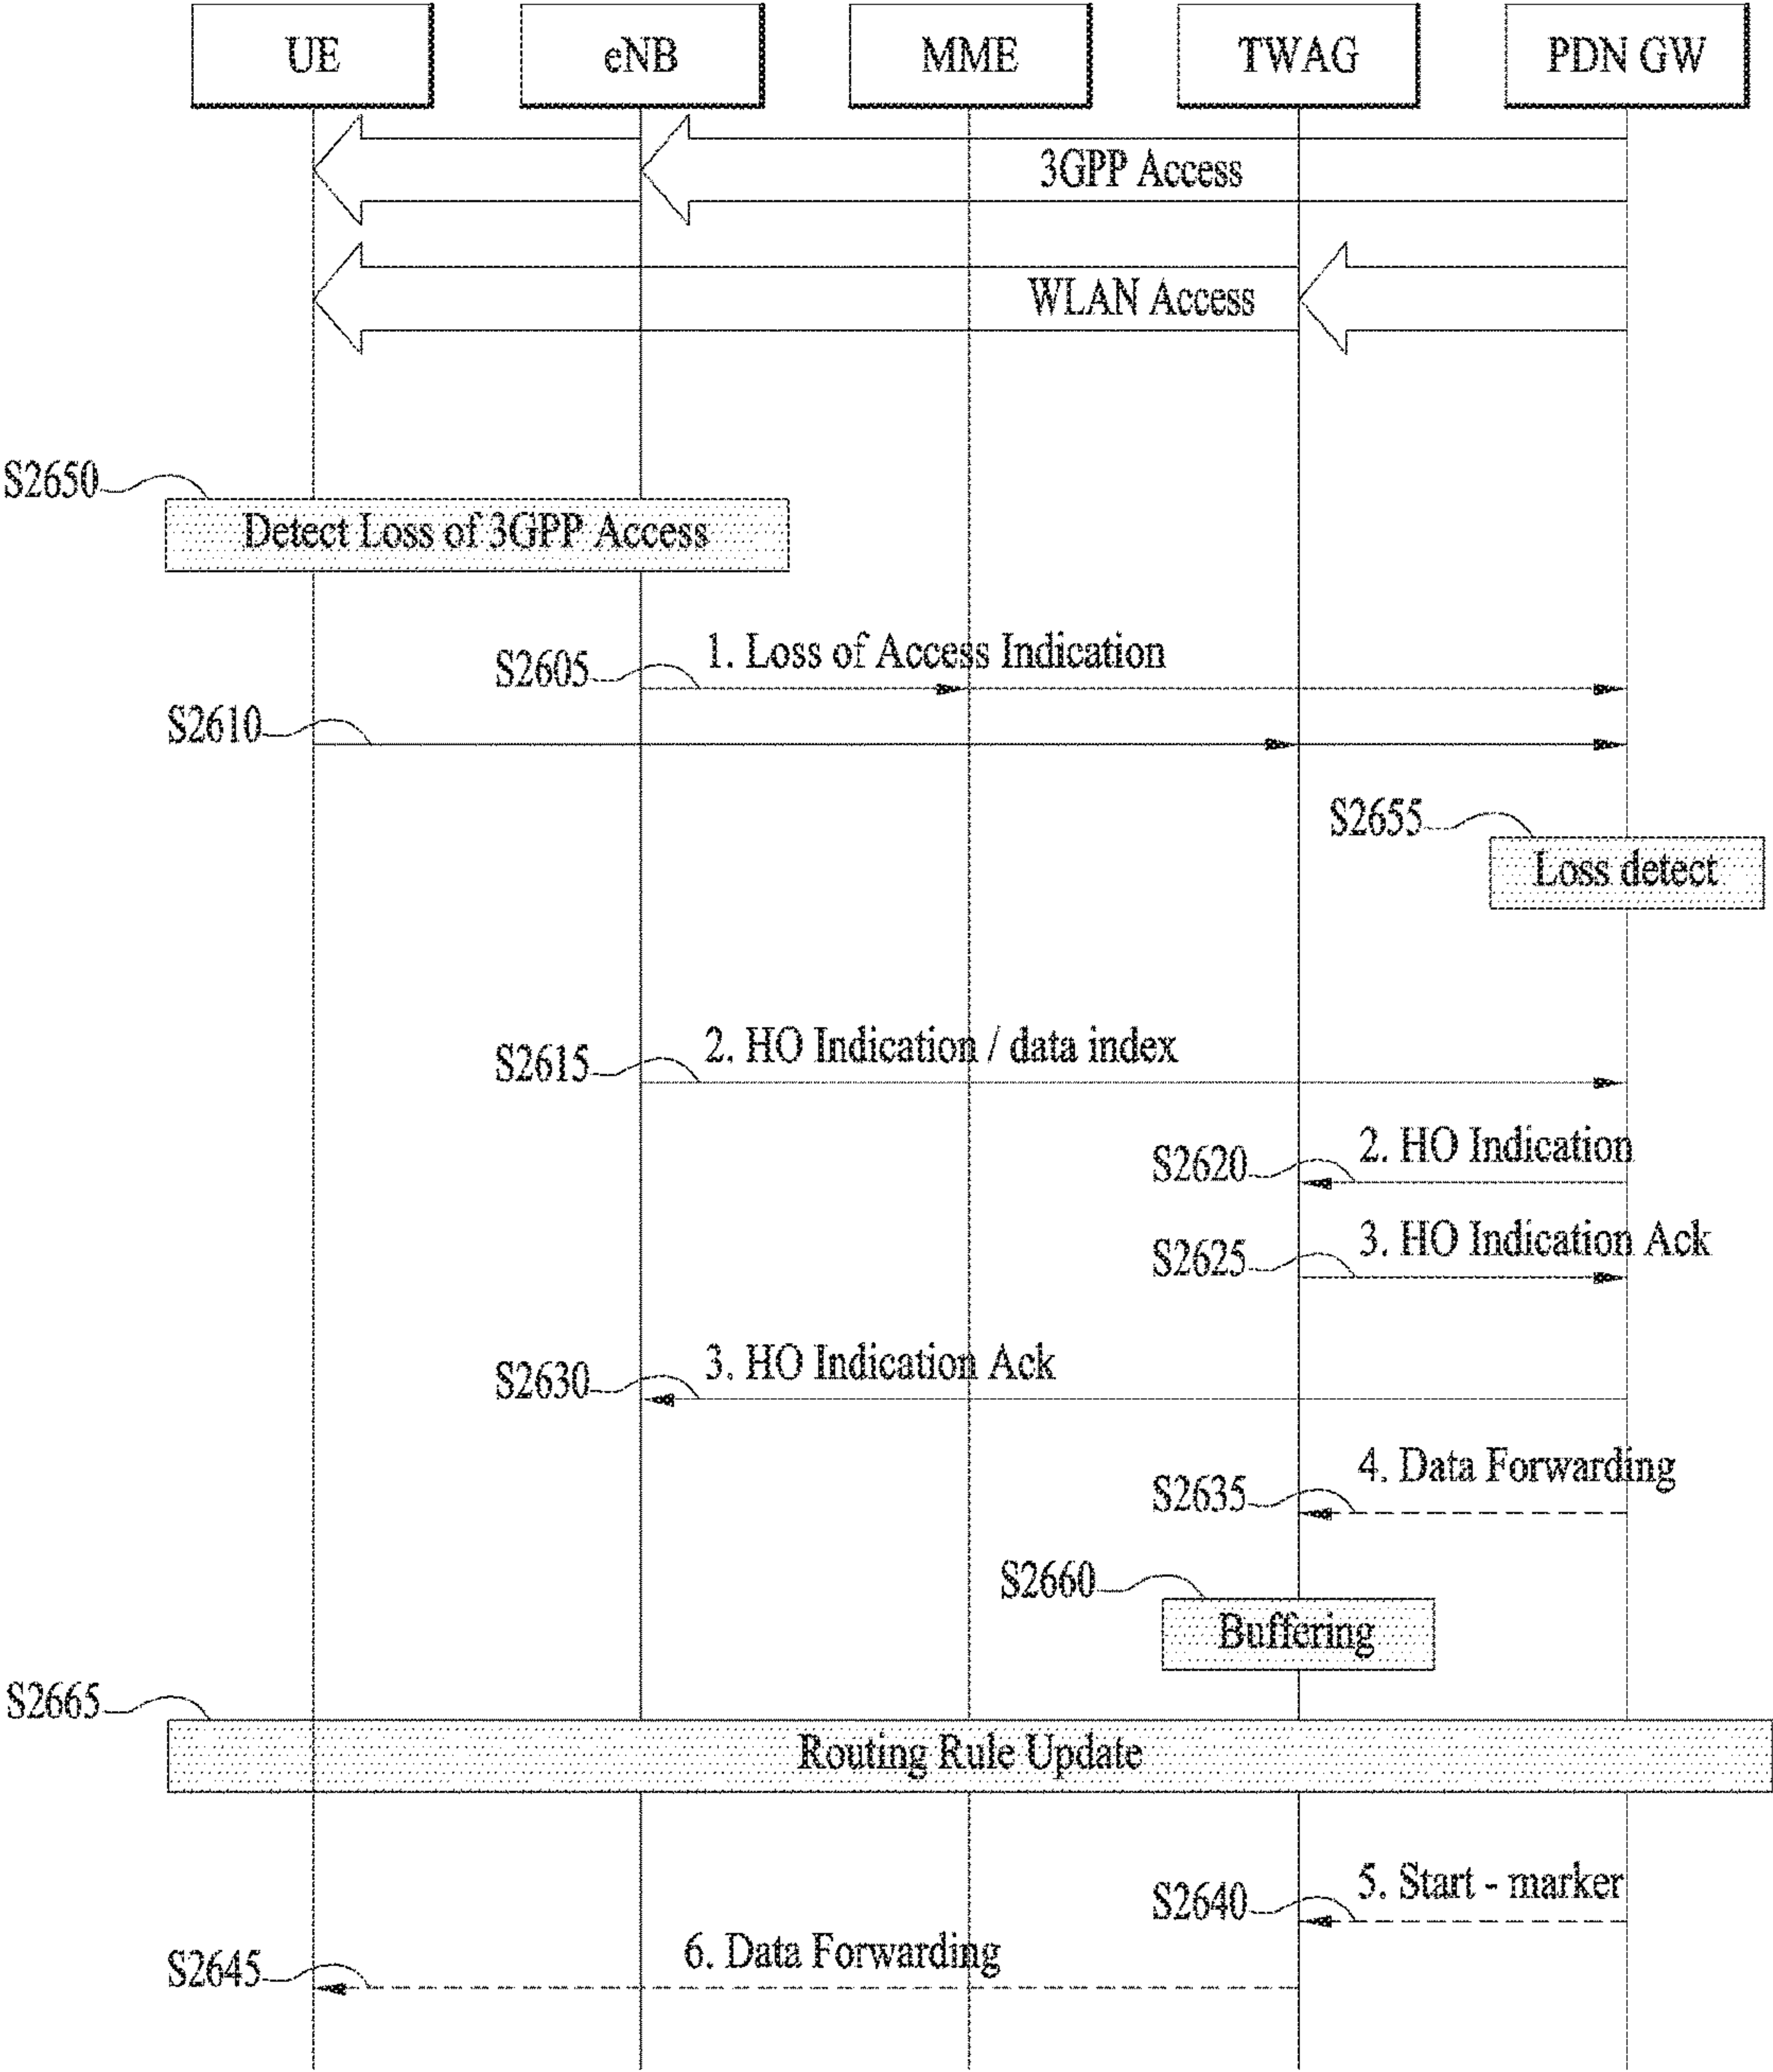 UE
eNB
MME
TWAG
PDN GW
3GPP Access
WLAN Access
S2650
Detect Loss of 3GPP Access
1. Loss of Access Indication
S2605
S2610
S2655
Loss detect
2. HO Indication / data index
S2615
2. HO Indication
S2620
3. HO Indication Ack
S2625
3. HO Indication Ack
S2630
4. Data Forwarding
S2635
S2660
Buffering
S2665
Routing Rule Update
5. Start - marker
S2640
6. Data Forwarding
S2645